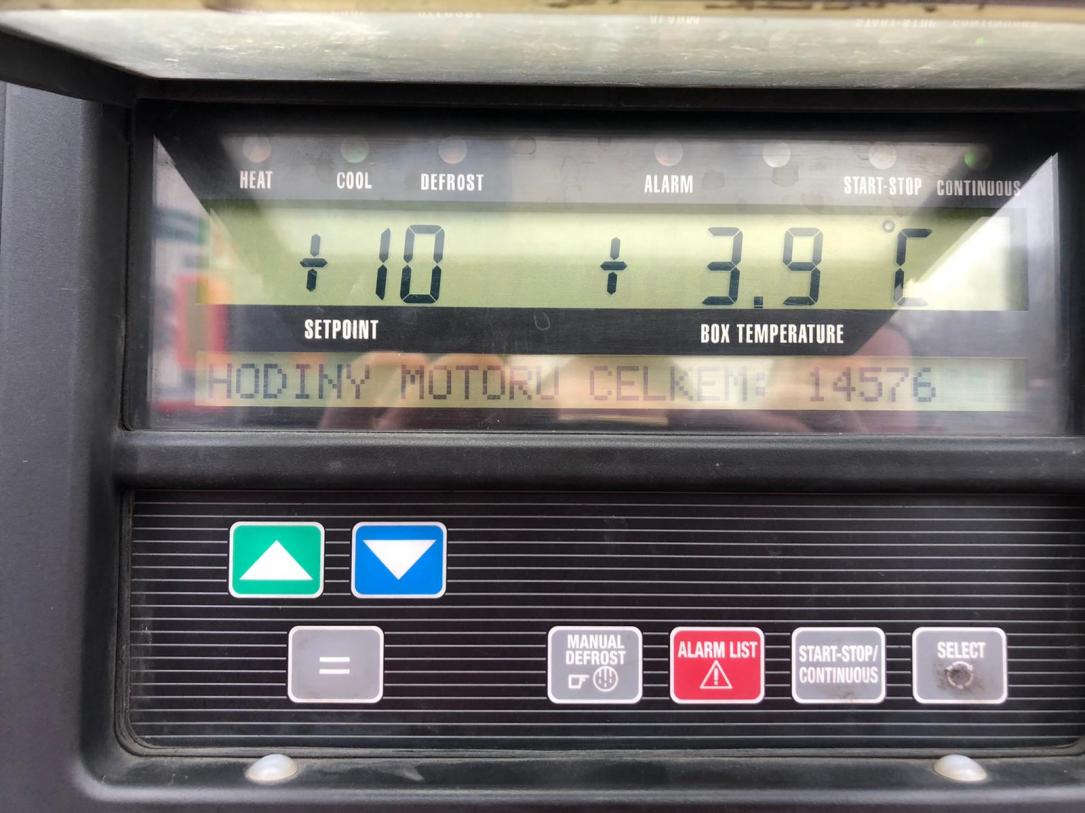 HEAT COOL DEFROST ALARM START-STOP CONTINUOUS
+10 +3.9 °C
SETPOINT BOX TEMPERATURE
HODINY MOTORU CELKEM: 14576
MANUAL DEFROST
ALARM LIST
START-STOP/
CONTINUOUS
SELECT
=